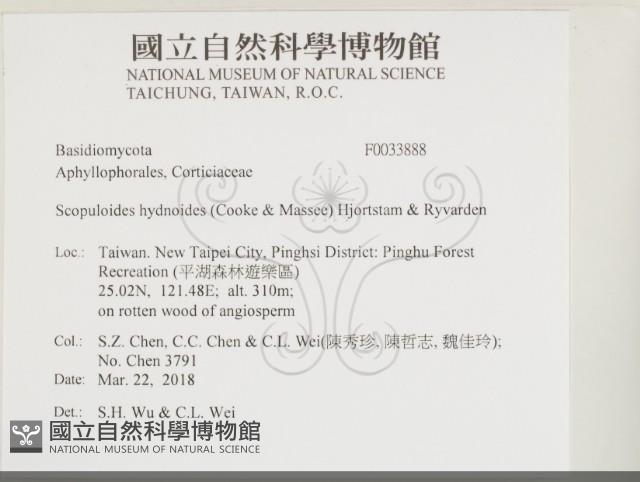 國立自然科學博物館
NATIONAL MUSEUM OF NATURAL SCIENCE
TAICHUNG, TAIWAN, R.O.C.
Basidiomycota F0033888
Aphyllophorales, Corticiaceae
Scopuloides hydnoides (Cooke & Massee) Hjortstam & Ryvarden
Loc.: Taiwan. New Taipei City, Pinghsi District: Pinghu Forest
Recreation (平湖森林遊樂區)
25.02N, 121.48E; alt. 310m;
on rotten wood of angiosperm
Col.: S.Z. Chen, C.C. Chen & C.L. Wei(陳秀珍, 陳哲志, 魏佳玲);
No. Chen 3791
Date: Mar. 22, 2018
Det.: S.H. Wu & C.L. Wei
國立自然科學博物館
NATIONAL MUSEUM OF NATURAL SCIENCE